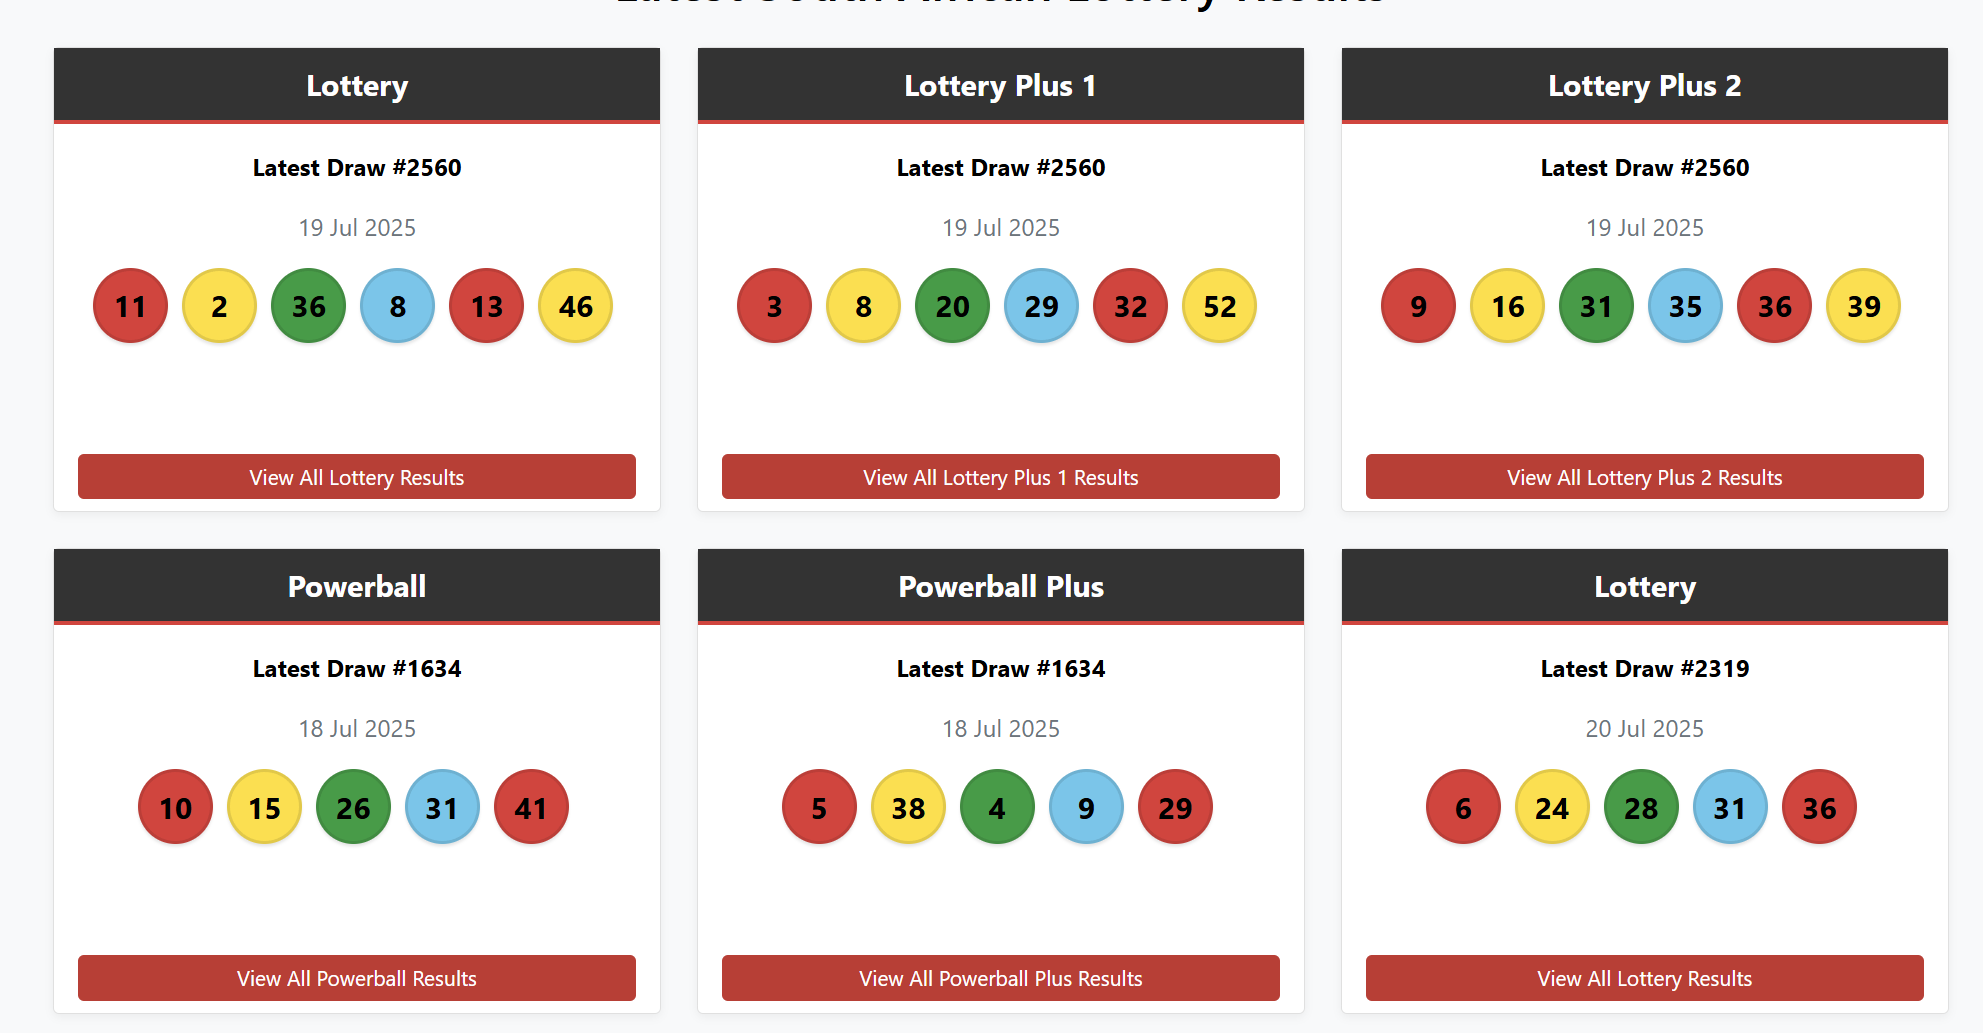 Latest South African Lottery Results
Lottery
Latest Draw #2560
19 Jul 2025
11 2 36 8 13 46
View All Lottery Results
Lottery Plus 1
Latest Draw #2560
19 Jul 2025
3 8 20 29 32 52
View All Lottery Plus 1 Results
Lottery Plus 2
Latest Draw #2560
19 Jul 2025
9 16 31 35 36 39
View All Lottery Plus 2 Results
Powerball
Latest Draw #1634
18 Jul 2025
10 15 26 31 41
View All Powerball Results
Powerball Plus
Latest Draw #1634
18 Jul 2025
5 38 4 9 29
View All Powerball Plus Results
Lottery
Latest Draw #2319
20 Jul 2025
6 24 28 31 36
View All Lottery Results